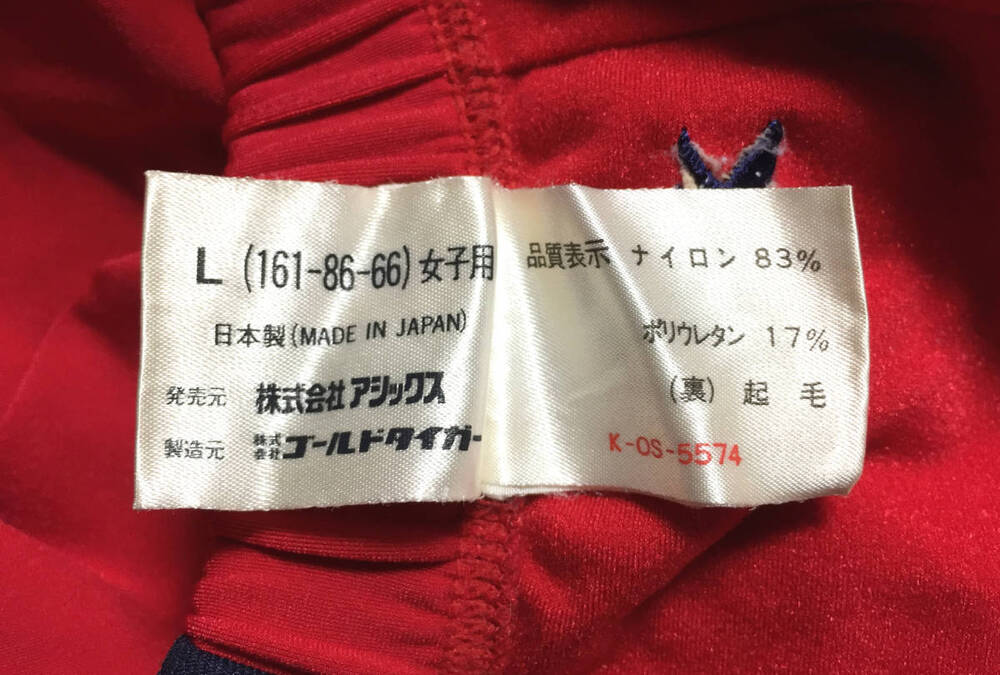 L (161-86-66) 女子用
日本製(MADE IN JAPAN)
発売元 株式会社アシックス
製造元 株式会社ゴールドタイガー
品質表示 ナイロン 83%
ポリウレタン 17%
(裏) 起毛
K-OS-5574